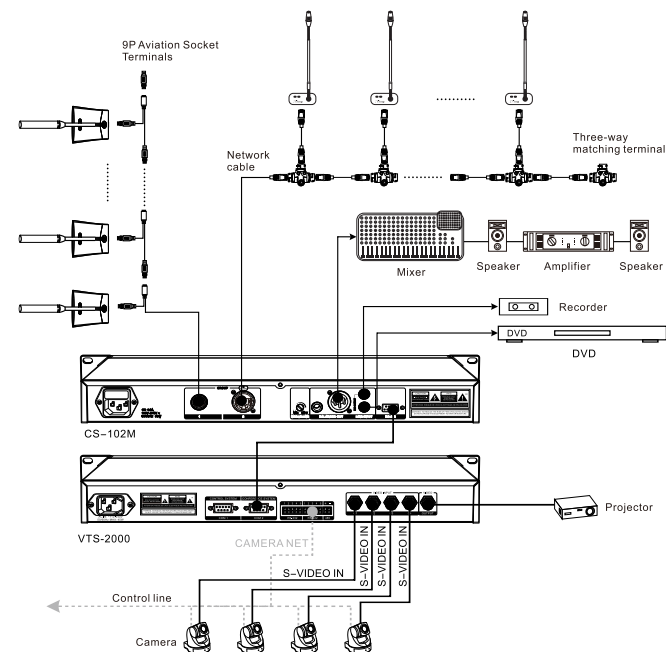 9P Aviation Socket
Terminals
Network
cable
Three-way
matching terminal
Mixer
Speaker
Amplifier
Speaker
Recorder
DVD
DVD
CS-102M
VTS-2000
Projector
CAMERA NET
S-VIDEO IN
S-VIDEO IN
S-VIDEO IN
S-VIDEO IN
Control line
Camera